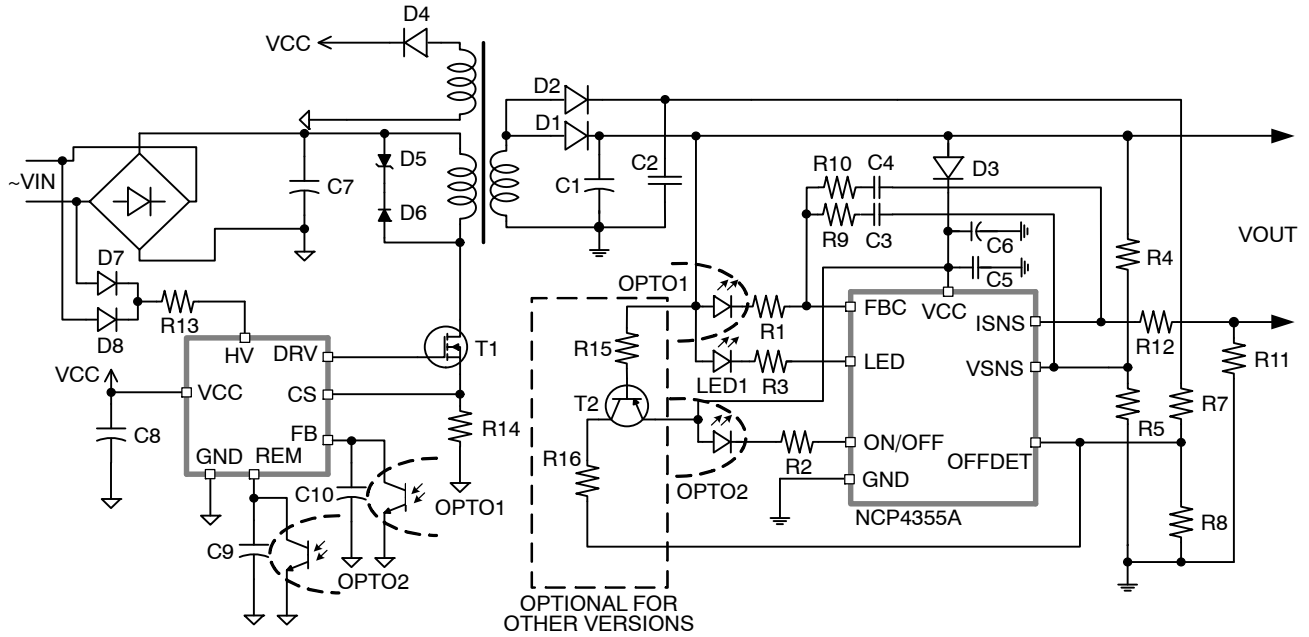 D4
VCC
D2
D1
D5
D6
C7
C1
C2
~VIN
D7
D8
R13
R10
C4
R9
C3
D3
C6
C5
R4
VOUT
OPTO1
R1
FBC
VCC
ISNS
R12
R11
HV
DRV
T1
R15
LED1
R3
LED
VSNS
VCC
VCC
CS
T2
R14
C8
FB
R16
R2
ON/OFF
OFFDET
R5
R7
GND
REM
OPTO2
GND
NCP4355A
C10
OPTO1
R8
C9
OPTO2
OPTIONAL FOR
OTHER VERSIONS